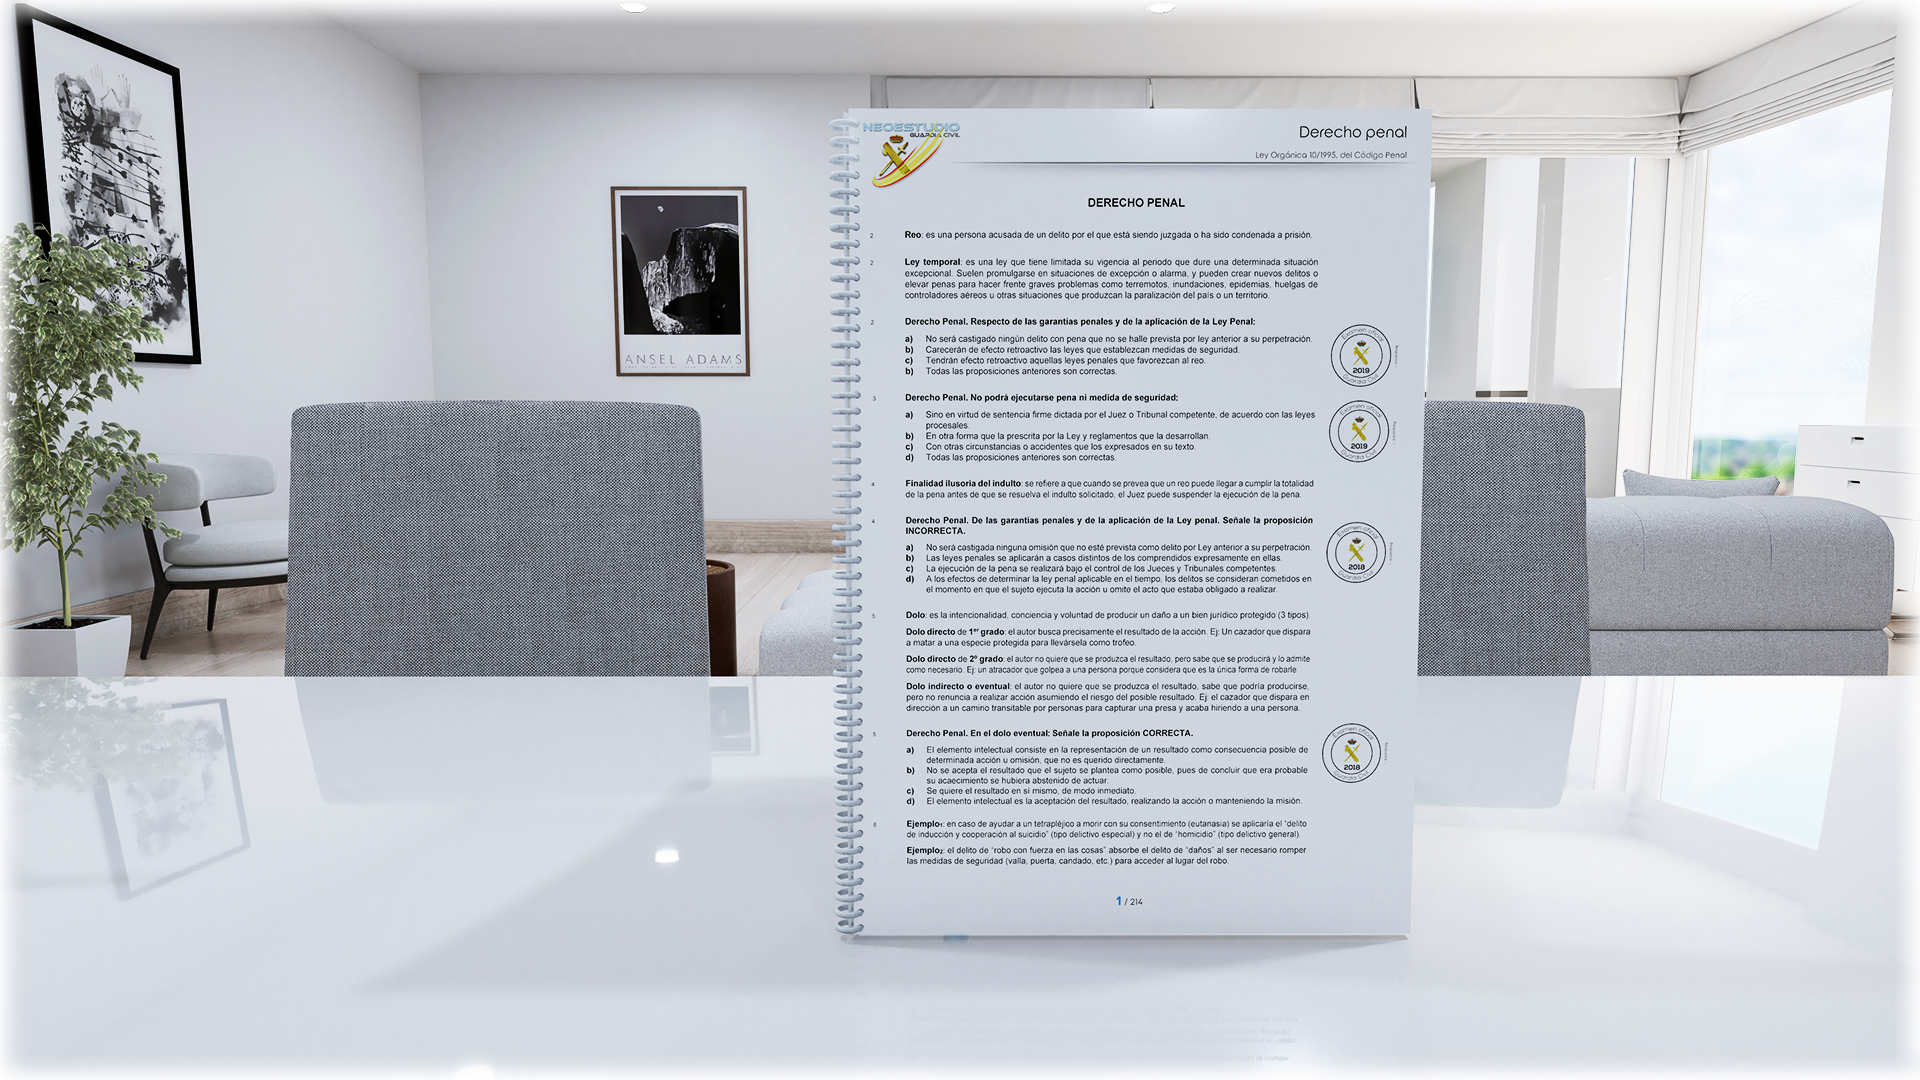 ANSEL ADAMS
NEOESTUDIO
GUARDIA CIVIL
Derecho penal
Ley Orgánica 10/1995, del Código Penal
DERECHO PENAL
2 Reo: es una persona acusada de un delito por el que está siendo juzgada o ha sido condenada a prisión.
2 Ley temporal: es una ley que tiene limitada su vigencia al periodo que dure una determinada situación
excepcional. Suelen promulgarse en situaciones de excepción o alarma, y pueden crear nuevos delitos o
elevar penas para hacer frente graves problemas como terremotos, inundaciones, epidemias, huelgas de
controladores aéreos u otras situaciones que produzcan la paralización del país o un territorio.
2 Derecho Penal. Respecto de las garantías penales y de la aplicación de la Ley Penal:
a) No será castigado ningún delito con pena que no se halle prevista por ley anterior a su perpetración.
b) Carecerán de efecto retroactivo las leyes que establezcan medidas de seguridad.
c) Tendrán efecto retroactivo aquellas leyes penales que favorezcan al reo.
b) Todas las proposiciones anteriores son correctas.
Examen oficial
2019
Guardia Civil
3 Derecho Penal. No podrá ejecutarse pena ni medida de seguridad:
a) Sino en virtud de sentencia firme dictada por el Juez o Tribunal competente, de acuerdo con las leyes
procesales.
b) En otra forma que la prescrita por la Ley y reglamentos que la desarrollan.
c) Con otras circunstancias o accidentes que los expresados en su texto.
d) Todas las proposiciones anteriores son correctas.
Examen oficial
2019
Guardia Civil
4 Finalidad ilusoria del indulto: se refiere a que cuando se prevea que un reo puede llegar a cumplir la totalidad
de la pena antes de que se resuelva el indulto solicitado, el Juez puede suspender la ejecución de la pena.
4 Derecho Penal. De las garantías penales y de la aplicación de la Ley penal. Señale la proposición
INCORRECTA.
a) No será castigada ninguna omisión que no esté prevista como delito por Ley anterior a su perpetración.
b) Las leyes penales se aplicarán a casos distintos de los comprendidos expresamente en ellas.
c) La ejecución de la pena se realizará bajo el control de los Jueces y Tribunales competentes.
d) A los efectos de determinar la ley penal aplicable en el tiempo, los delitos se consideran cometidos en
el momento en que el sujeto ejecuta la acción u omite el acto que estaba obligado a realizar.
Examen oficial
2018
Guardia Civil
5 Dolo: es la intencionalidad, conciencia y voluntad de producir un daño a un bien jurídico protegido (3 tipos).
Dolo directo de 1er grado: el autor busca precisamente el resultado de la acción. Ej: Un cazador que dispara
a matar a una especie protegida para llevársela como trofeo.
Dolo directo de 2º grado: el autor no quiere que se produzca el resultado, pero sabe que se producirá y lo admite
como necesario. Ej: un atracador que golpea a una persona porque considera que es la única forma de robarle.
Dolo indirecto o eventual: el autor no quiere que se produzca el resultado, sabe que podría producirse,
pero no renuncia a realizar acción asumiendo el riesgo del posible resultado. Ej: el cazador que dispara en
dirección a un camino transitable por personas para capturar una presa y acaba hiriendo a una persona.
5 Derecho Penal. En el dolo eventual: Señale la proposición CORRECTA.
a) El elemento intelectual consiste en la representación de un resultado como consecuencia posible de
determinada acción u omisión, que no es querido directamente.
b) No se acepta el resultado que el sujeto se plantea como posible, pues de concluir que era probable
su acaecimiento se hubiera abstenido de actuar.
c) Se quiere el resultado en sí mismo, de modo inmediato.
d) El elemento intelectual es la aceptación del resultado, realizando la acción o manteniendo la misión.
Examen oficial
2018
Guardia Civil
6 Ejemplo1: en caso de ayudar a un tetrapléjico a morir con su consentimiento (eutanasia) se aplicaría el "delito
de inducción y cooperación al suicidio" (tipo delictivo especial) y no el de "homicidio" (tipo delictivo general).
Ejemplo2: el delito de "robo con fuerza en las cosas" absorbe el delito de "daños" al ser necesario romper
las medidas de seguridad (valla, puerta, candado, etc.) para acceder al lugar del robo.
1 / 214